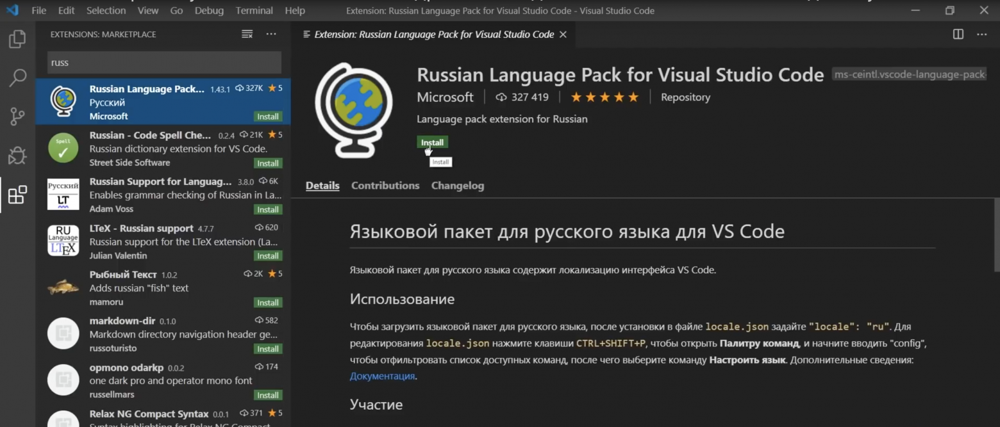 File Edit Selection View Go Debug Terminal Help
Extension: Russian Language Pack for Visual Studio Code - Visual Studio Code
EXTENSIONS: MARKETPLACE
russ
Russian Language Pack... 1.43.1 327K 5
Русский
Microsoft Install
Russian - Code Spell Che... 0.2.4 21K 5
Russian dictionary extension for VS Code.
Street Side Software Install
Spell
Russian Support for Languag... 3.8.0 6K
Enables grammar checking of Russian in La...
Adam Voss Install
Русский
LT
LTeX - Russian support 4.7.7 620
Russian support for the LTeX extension (La...
Julian Valentin Install
RU
Language
LTEX
Рыбный Текст 1.0.2 2K 5
Adds russian "fish" text
mamoru Install
markdown-dir 0.1.0 582
Markdown directory navigation header ge...
russoturisto Install
opmono odarkp 0.0.2 174
one dark pro and operator mono font
russellmars Install
Relax NG Compact Syntax 0.0.1 371 5
Syntax highlighting for Relax NG Compact
Extension: Russian Language Pack for Visual Studio Code
Russian Language Pack for Visual Studio Code ms-ceintl.vscode-language-pack-
Microsoft 327 419 Repository
Language pack extension for Russian
Install
Install
Details Contributions Changelog
Языковой пакет для русского языка для VS Code
Языковой пакет для русского языка содержит локализацию интерфейса VS Code.
Использование
Чтобы загрузить языковой пакет для русского языка, после установки в файле locale.json задайте "locale": "ru". Для
редактирования locale.json нажмите клавиши CTRL+SHIFT+P, чтобы открыть Палитру команд, и начните вводить "config",
чтобы отфильтровать список доступных команд, после чего выберите команду Настроить язык. Дополнительные сведения:
Документация.
Участие